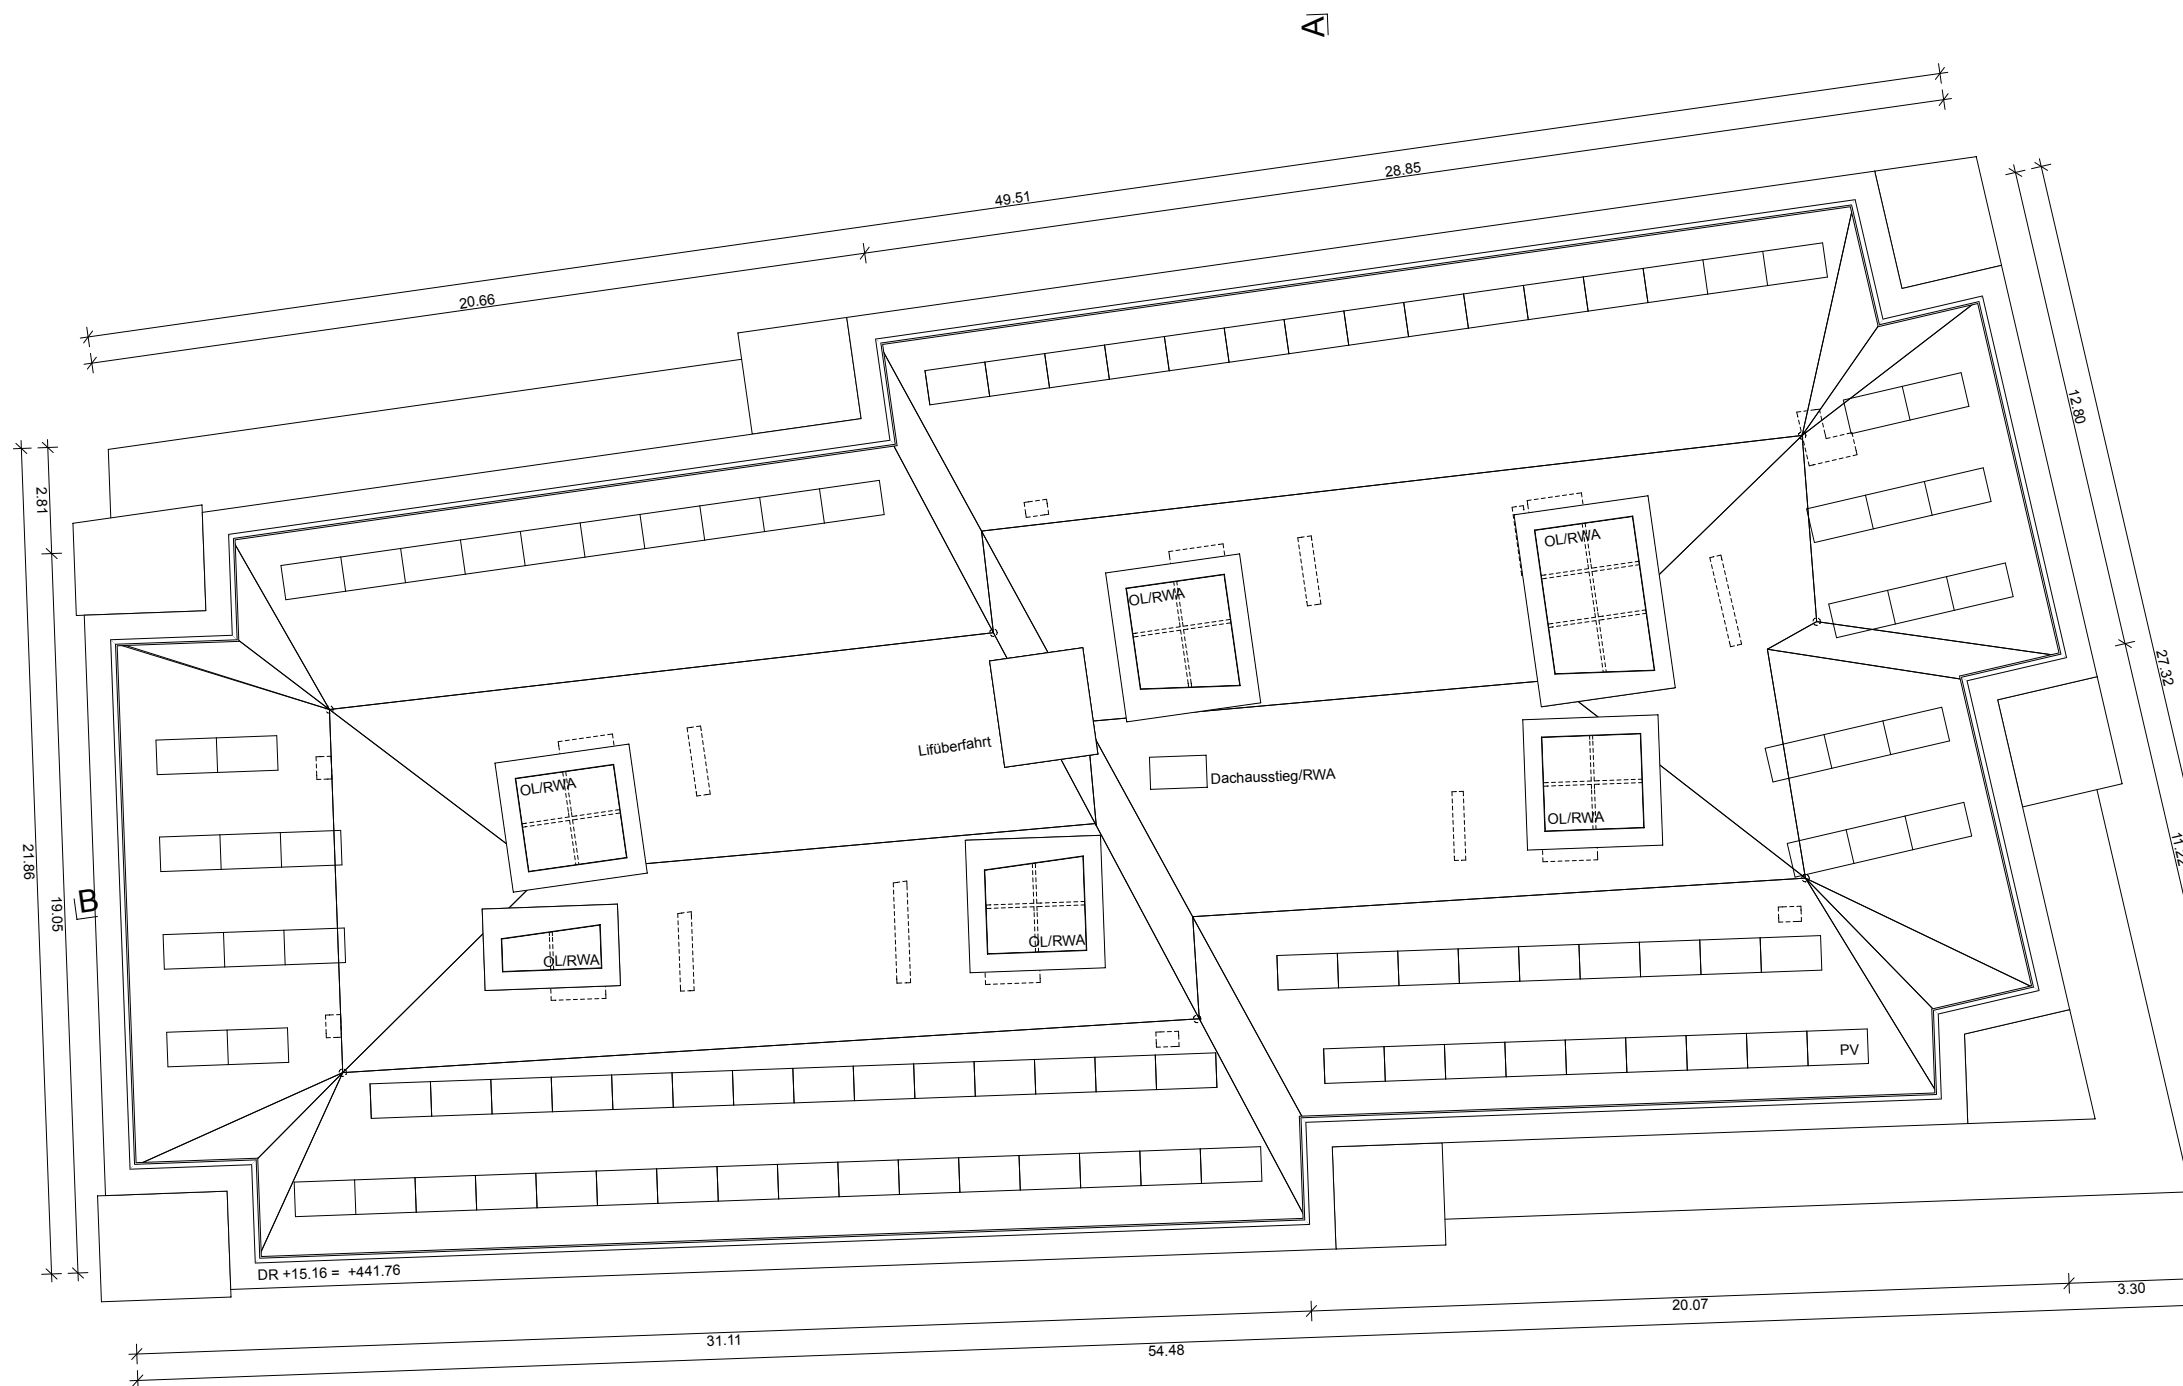 A
49.51
28.85
20.66
12.80
27.32
11.22
2.81
21.86
19.05
B
OL/RWA
OL/RWA
OL/RWA
OL/RWA
OL/RWA
OL/RWA
Lifüberfahrt
Dachausstieg/RWA
PV
DR +15.16 = +441.76
3.30
20.07
31.11
54.48